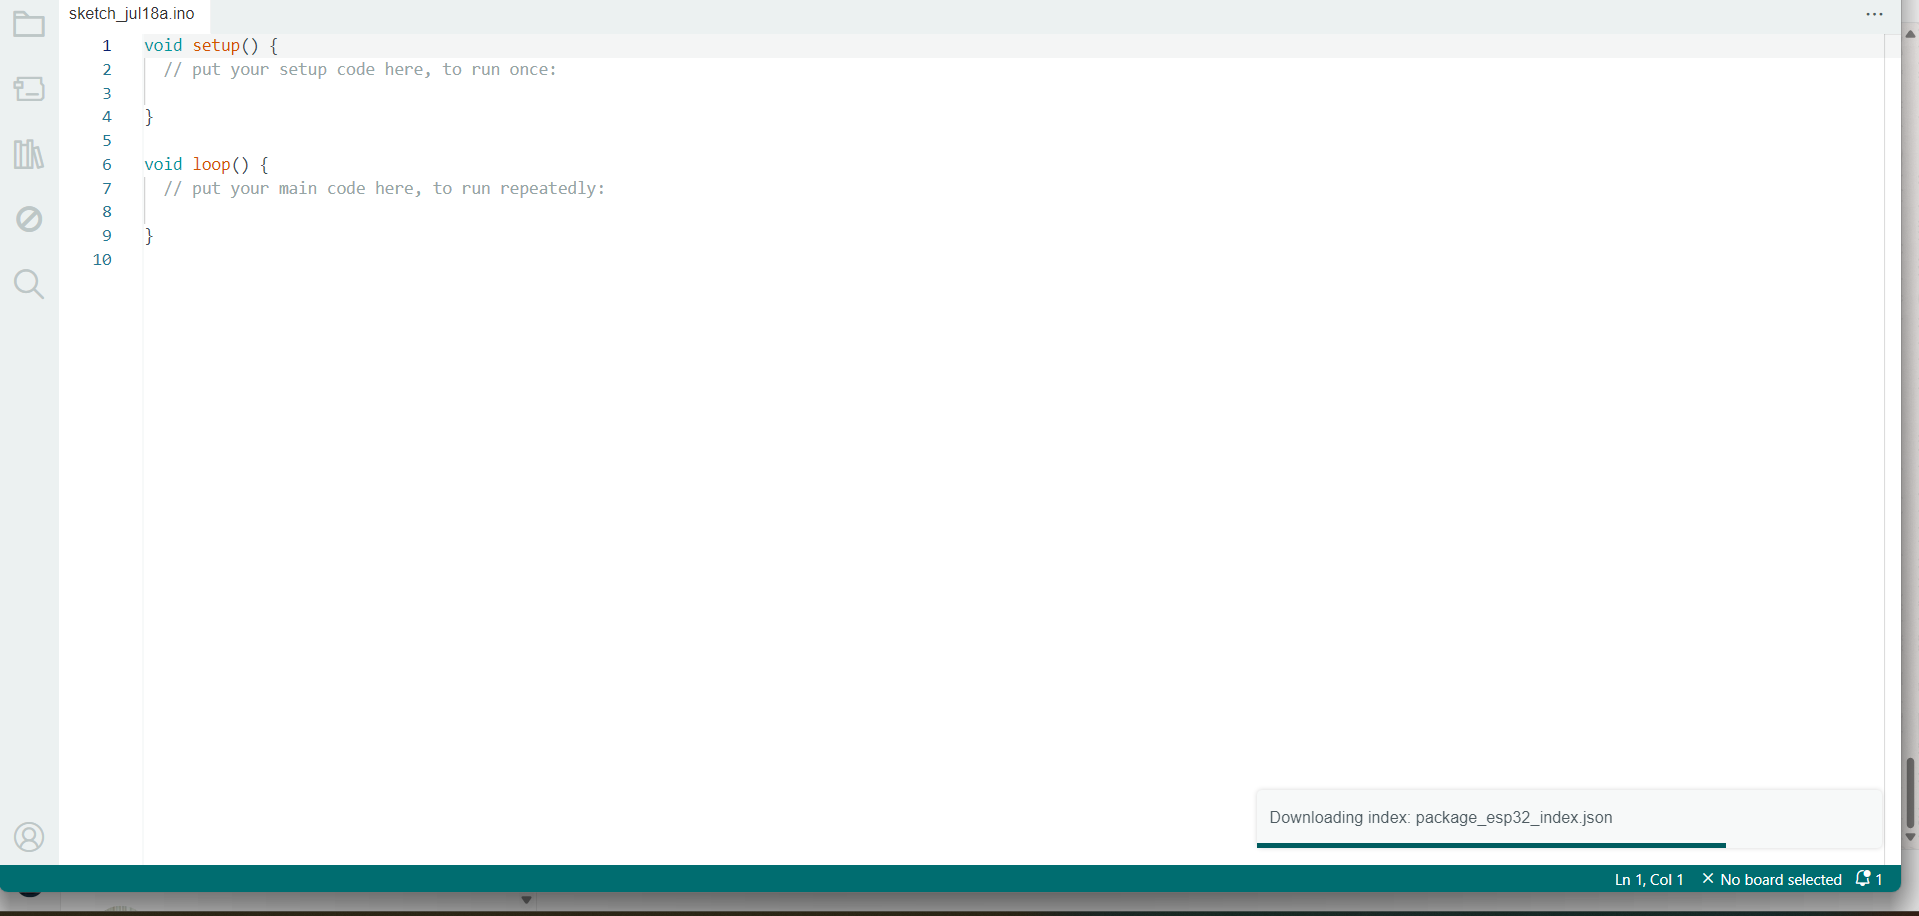 sketch_jul18a.ino
...
1 void setup() {
2 // put your setup code here, to run once:
3
4 }
5
6 void loop() {
7 // put your main code here, to run repeatedly:
8
9 }
10
Downloading index: package_esp32_index.json
Ln 1, Col 1 × No board selected 1